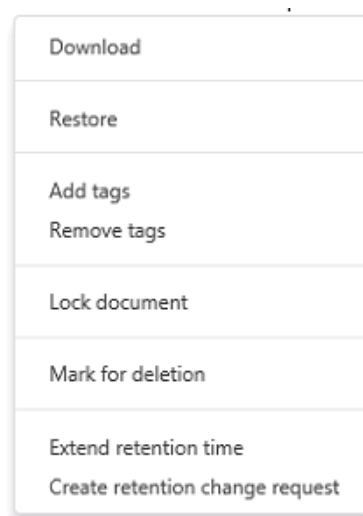 Download
Restore
Add tags
Remove tags
Lock document
Mark for deletion
Extend retention time
Create retention change request